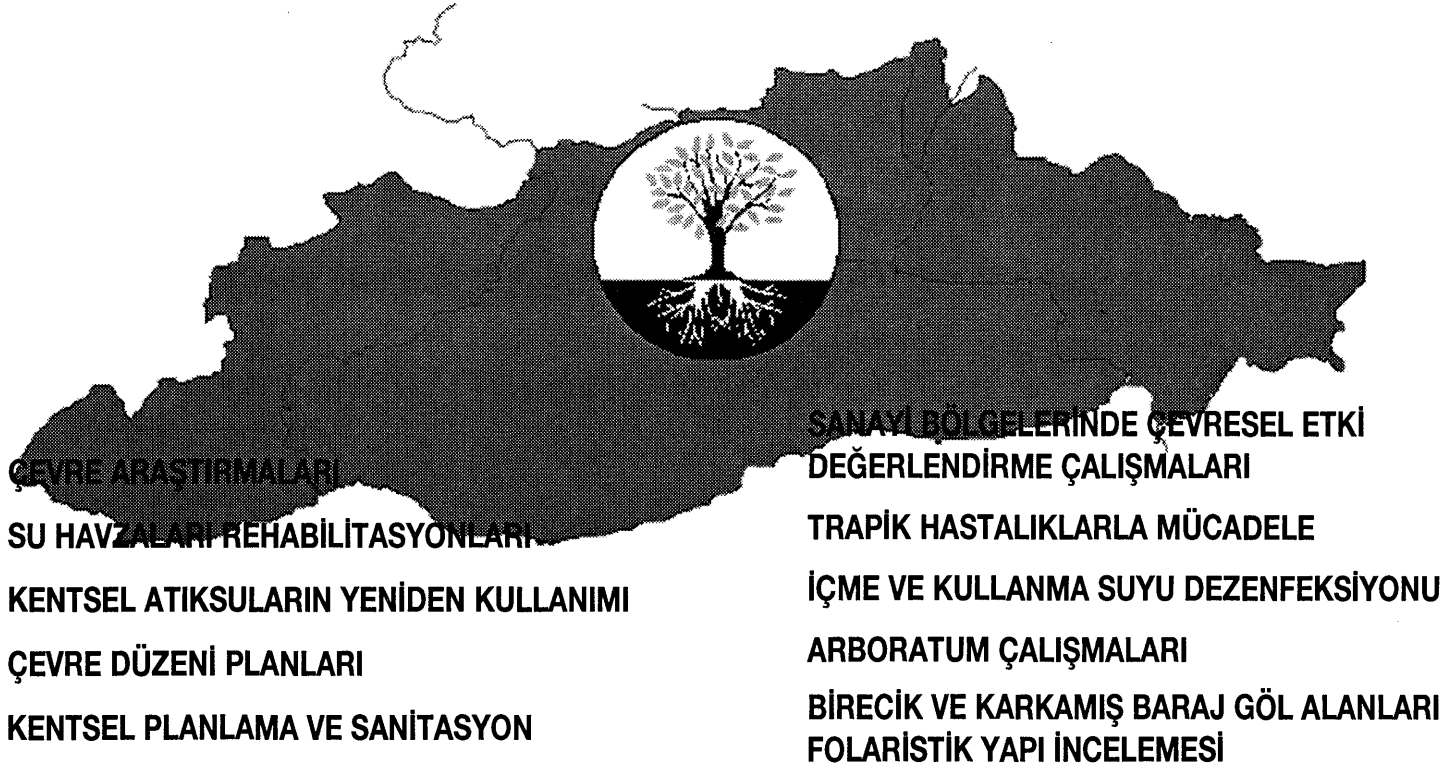 ÇEVRE ARAŞTIRMALARI
SU HAVZALARI REHABİLİTASYONLARI
KENTSEL ATIKSULARIN YENİDEN KULLANIMI
ÇEVRE DÜZENİ PLANLARI
KENTSEL PLANLAMA VE SANİTASYON
SANAYİ BÖLGELERİNDE ÇEVRESEL ETKİ
DEĞERLENDİRME ÇALIŞMALARI
TRAPİK HASTALIKLARLA MÜCADELE
İÇME VE KULLANMA SUYU DEZENFEKSİYONU
ARBORATUM ÇALIŞMALARI
BİRECİK VE KARKAMIŞ BARAJ GÖL ALANLARI
FOLARİSTİK YAPI İNCELEMESİ